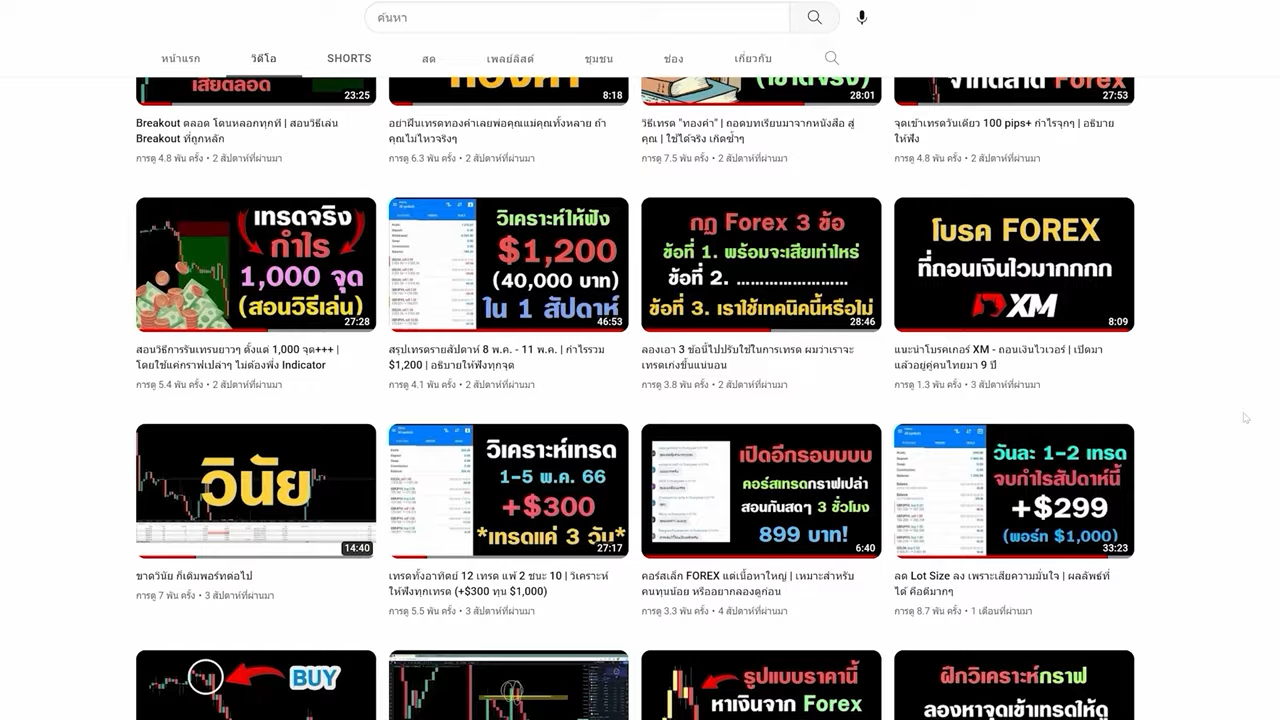 ค้นหา
หน้าแรก
วิดีโอ
SHORTS
สด
เพลย์ลิสต์
ชุมชน
ช่อง
เกี่ยวกับ
เสียตลอด
23:25
8:18
28:01
27:53
Breakout ตลอด โดนหลอกทุกที | สอนวิธีเล่น
Breakout ที่ถูกหลัก
การดู 4.8 พัน ครั้ง • 2 สัปดาห์ที่ผ่านมา
อย่าฝืนเทรดทองคำเลยพ่อคุณแม่คุณทั้งหลาย ถ้า
คุณไม่ไหวจริงๆ
การดู 6.3 พัน ครั้ง • 2 สัปดาห์ที่ผ่านมา
วิธีเทรด "ทองคำ" | ถอดบทเรียนมาจากหนังสือ สู่
คุณ | ใช้ได้จริง เกิดซ้ำๆ
การดู 7.5 พัน ครั้ง • 2 สัปดาห์ที่ผ่านมา
จุดเข้าเทรดวันเดียว 100 pips+ กำไรจุกๆ | อธิบาย
ให้ฟัง
การดู 4.8 พัน ครั้ง • 2 สัปดาห์ที่ผ่านมา
เทรดจริง
กำไร
1,000 จุด
(สอนวิธีเล่น)
27:28
วิเคราะห์ให้ฟัง
$1,200
(40,000 บาท)
ใน 1 สัปดาห์
46:53
กฎ Forex 3 ข้อ
ข้อที่ 1. พร้อมจะเสียเท่าไหร่
ข้อที่ 2. ........................
ข้อที่ 3. เราใช้เทคนิคนี้หรือไม่
28:46
โบรค FOREX
ที่ถอนเงินไวมากกกก
XM
8:09
สอนวิธีการรันเทรนยาวๆ ตั้งแต่ 1,000 จุด+++ |
โดยใช้แค่กราฟเปล่าๆ ไม่ต้องพึ่ง Indicator
การดู 5.4 พัน ครั้ง • 2 สัปดาห์ที่ผ่านมา
สรุปเทรดรายสัปดาห์ 8 พ.ค. - 11 พ.ค. | กำไรรวม
$1,200 | อธิบายให้ฟังทุกจุด
การดู 4.1 พัน ครั้ง • 2 สัปดาห์ที่ผ่านมา
ลองเอา 3 ข้อนี้ไปปรับใช้ในการเทรด ผมว่าเราจะ
เทรดเก่งขึ้นแน่นอน
การดู 3.8 พัน ครั้ง • 2 สัปดาห์ที่ผ่านมา
แนะนำโบรคเกอร์ XM - ถอนเงินไวเวอร์ | เปิดมา
แล้วอยู่คู่คนไทยมา 9 ปี
การดู 1.3 พัน ครั้ง • 3 สัปดาห์ที่ผ่านมา
วินัย
14:40
วิเคราะห์เทรด
1-5 พ.ค. 66
+$300
*เทรดแค่ 3 วัน*
27:17
เปิดอีกรอบบบบ
คอร์สเทรดกราฟเปล่า
สอนกันสดๆ 3 ชั่วโมง
899 บาท!
6:40
วันละ 1-2 เทรด
จบกำไรสัปดาห์นี้
+$299
(พอร์ท $1,000)
33:23
ขาดวินัย ก็เติมพอร์ทต่อไป
การดู 7 พัน ครั้ง • 3 สัปดาห์ที่ผ่านมา
เทรดทั้งอาทิตย์ 12 เทรด แพ้ 2 ชนะ 10 | วิเคราะห์
ให้ฟังทุกเทรด (+$300 ทุน $1,000)
การดู 5.5 พัน ครั้ง • 3 สัปดาห์ที่ผ่านมา
คอร์สเล็ก FOREX แต่เนื้อหาใหญ่ | เหมาะสำหรับ
คนทุนน้อย หรืออยากลองดูก่อน
การดู 3.3 พัน ครั้ง • 4 สัปดาห์ที่ผ่านมา
ลด Lot Size ลง เพราะเสียความมั่นใจ | ผลลัพธ์ที่
ได้ คือดีมากๆ
การดู 8.7 พัน ครั้ง • 1 เดือนที่ผ่านมา
BUY
รูปแบบราคานี้
หาเงินจาก Forex
ฝึกวิเคราะห์กราฟ
ลองหาจุดเข้าเทรดให้ดู